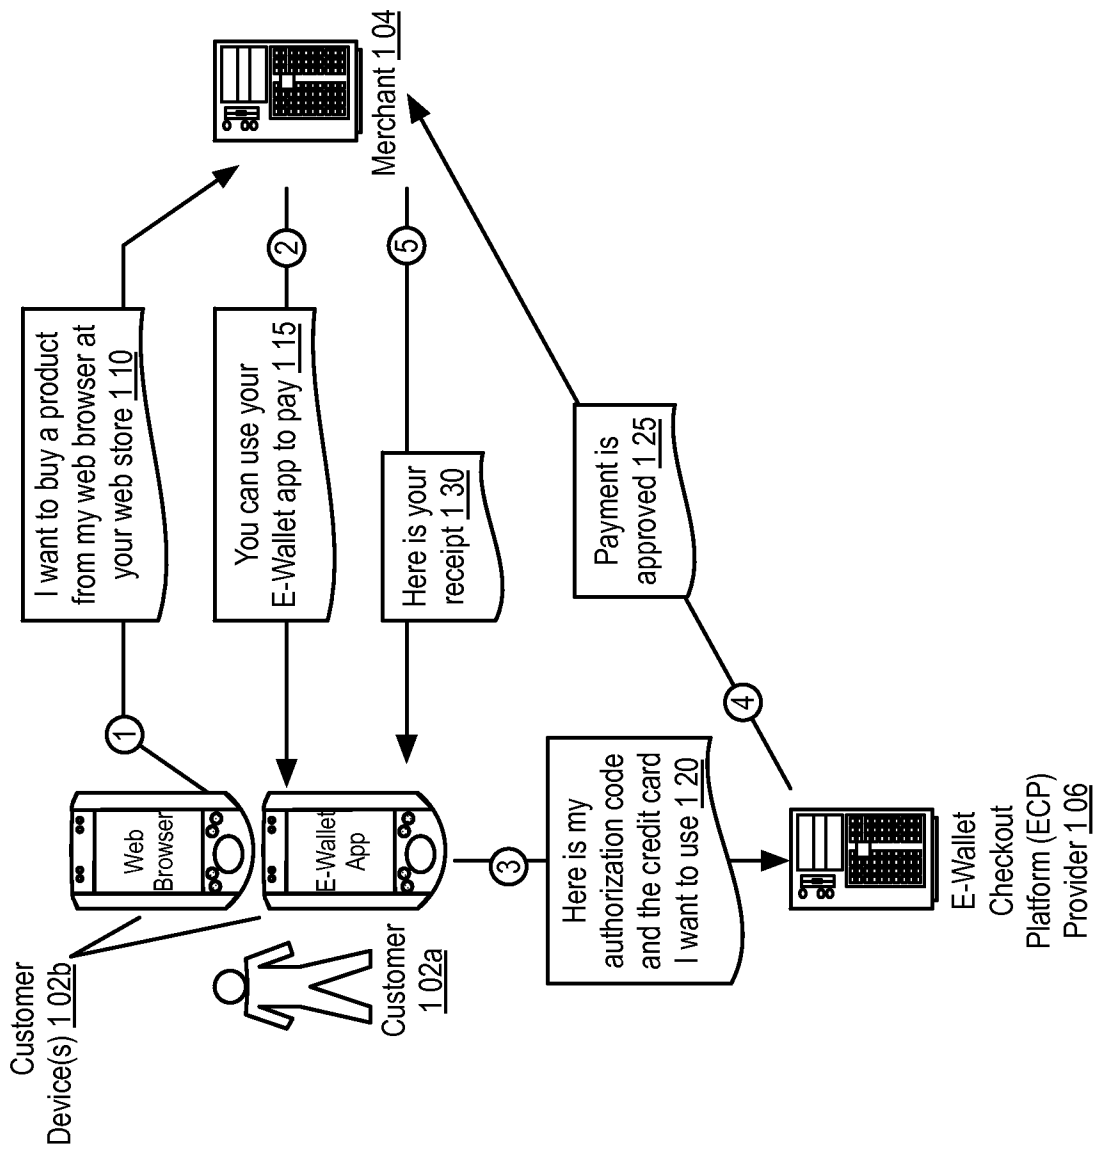 Customer
Device(s) 102b
Web
Browser
E-Wallet
App
Customer
102a
1
I want to buy a product
from my web browser at
your web store 110
2
You can use your
E-Wallet app to pay 115
5
Here is your
receipt 130
Merchant 104
3
Here is my
authorization code
and the credit card
I want to use 120
4
Payment is
approved 125
E-Wallet
Checkout
Platform (ECP)
Provider 106